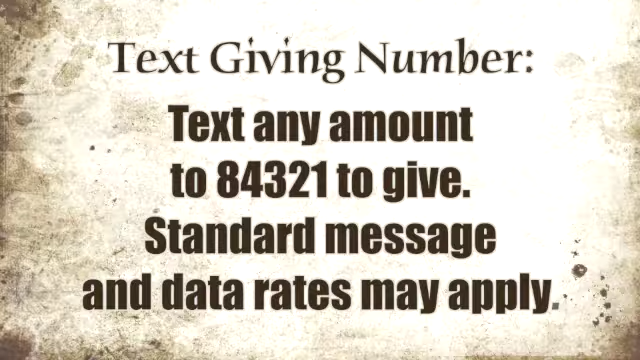 Text Giving Number:
Text any amount
to 84321 to give.
Standard message
and data rates may apply.